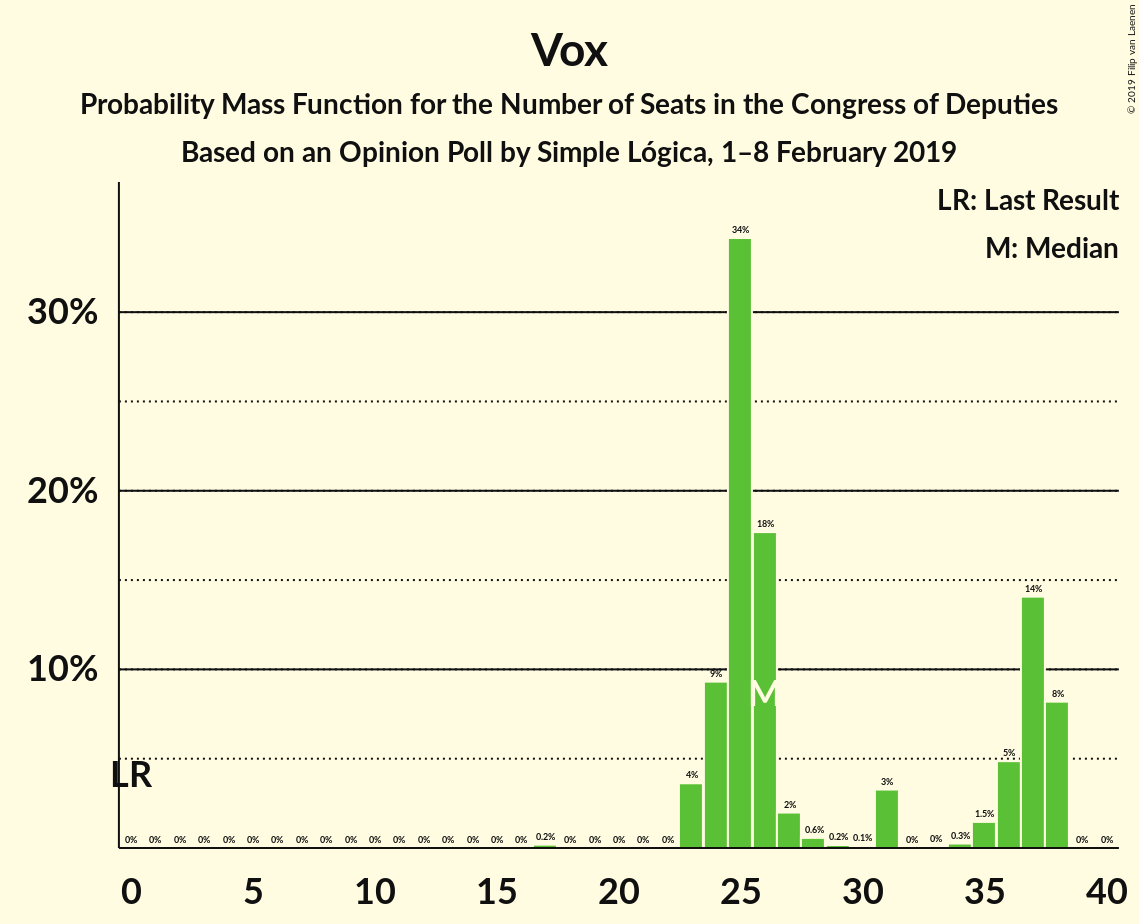 Vox
Probability Mass Function for the Number of Seats in the Congress of Deputies
Based on an Opinion Poll by Simple Lógica, 1–8 February 2019
© 2019 Filip van Laenen
LR: Last Result
M: Median
30%
20%
10%
LR
M
0% 0% 0% 0% 0% 0% 0% 0% 0% 0% 0% 0% 0% 0% 0% 0% 0% 0.2% 0% 0% 0% 0% 0% 4% 9% 34% 18% 2% 0.6% 0.2% 0.1% 3% 0% 0% 0.3% 1.5% 5% 14% 8% 0% 0%
0 5 10 15 20 25 30 35 40